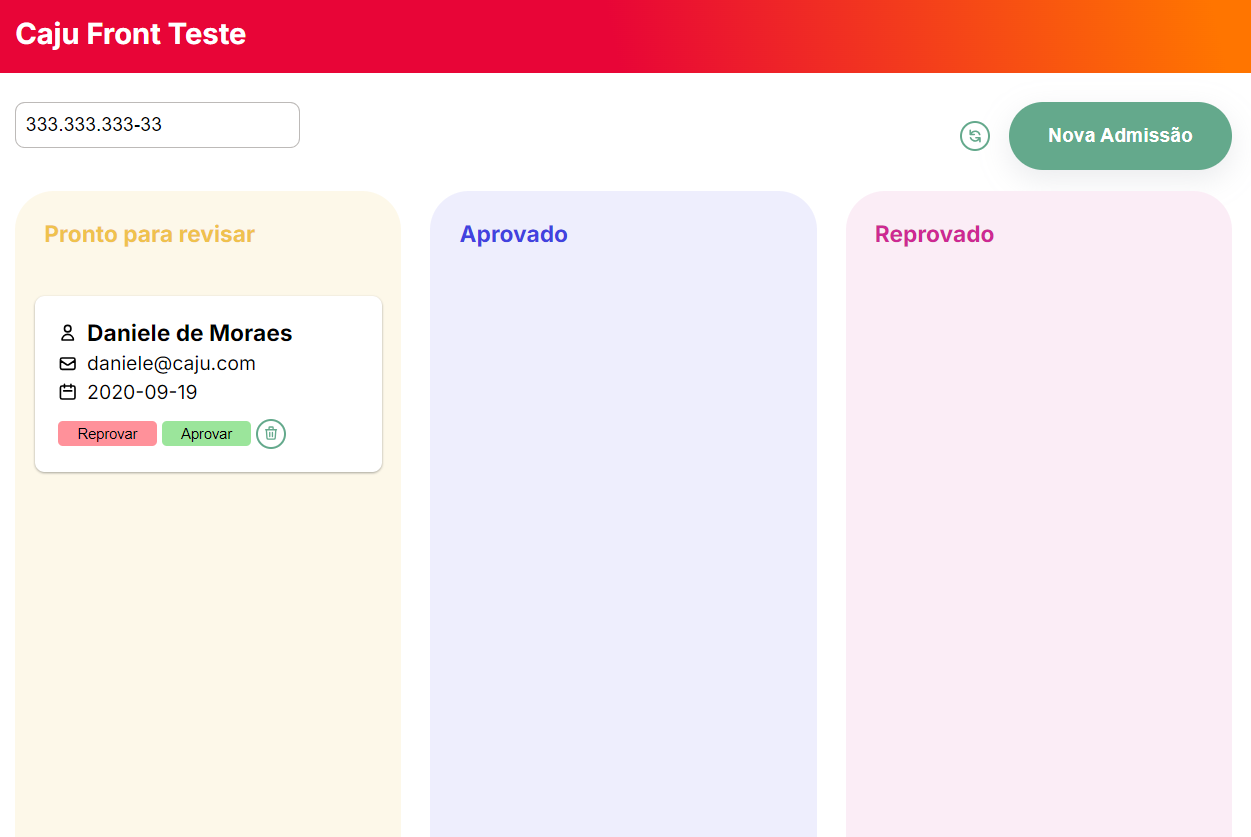 Caju Front Teste
333.333.333-33
Nova Admissão
Pronto para revisar
Aprovado
Reprovado
Daniele de Moraes
daniele@caju.com
2020-09-19
Reprovar
Aprovar